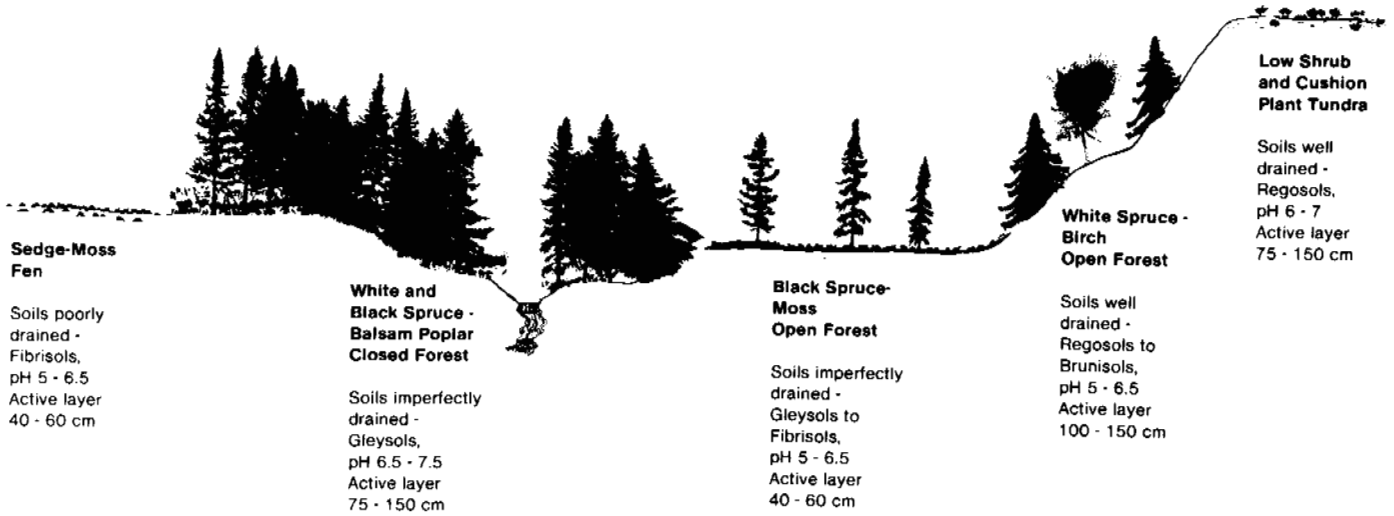 Sedge-Moss
Fen
Soils poorly
drained -
Fibrisols,
pH 5 - 6.5
Active layer
40 - 60 cm
White and
Black Spruce -
Balsam Poplar
Closed Forest
Soils imperfectly
drained -
Gleysols,
pH 6.5 - 7.5
Active layer
75 - 150 cm
Black Spruce-
Moss
Open Forest
Soils imperfectly
drained -
Gleysols to
Fibrisols,
pH 5 - 6.5
Active layer
40 - 60 cm
White Spruce -
Birch
Open Forest
Soils well
drained -
Regosols to
Brunisols,
pH 5 - 6.5
Active layer
100 - 150 cm
Low Shrub
and Cushion
Plant Tundra
Soils well
drained -
Regosols,
pH 6 - 7
Active layer
75 - 150 cm